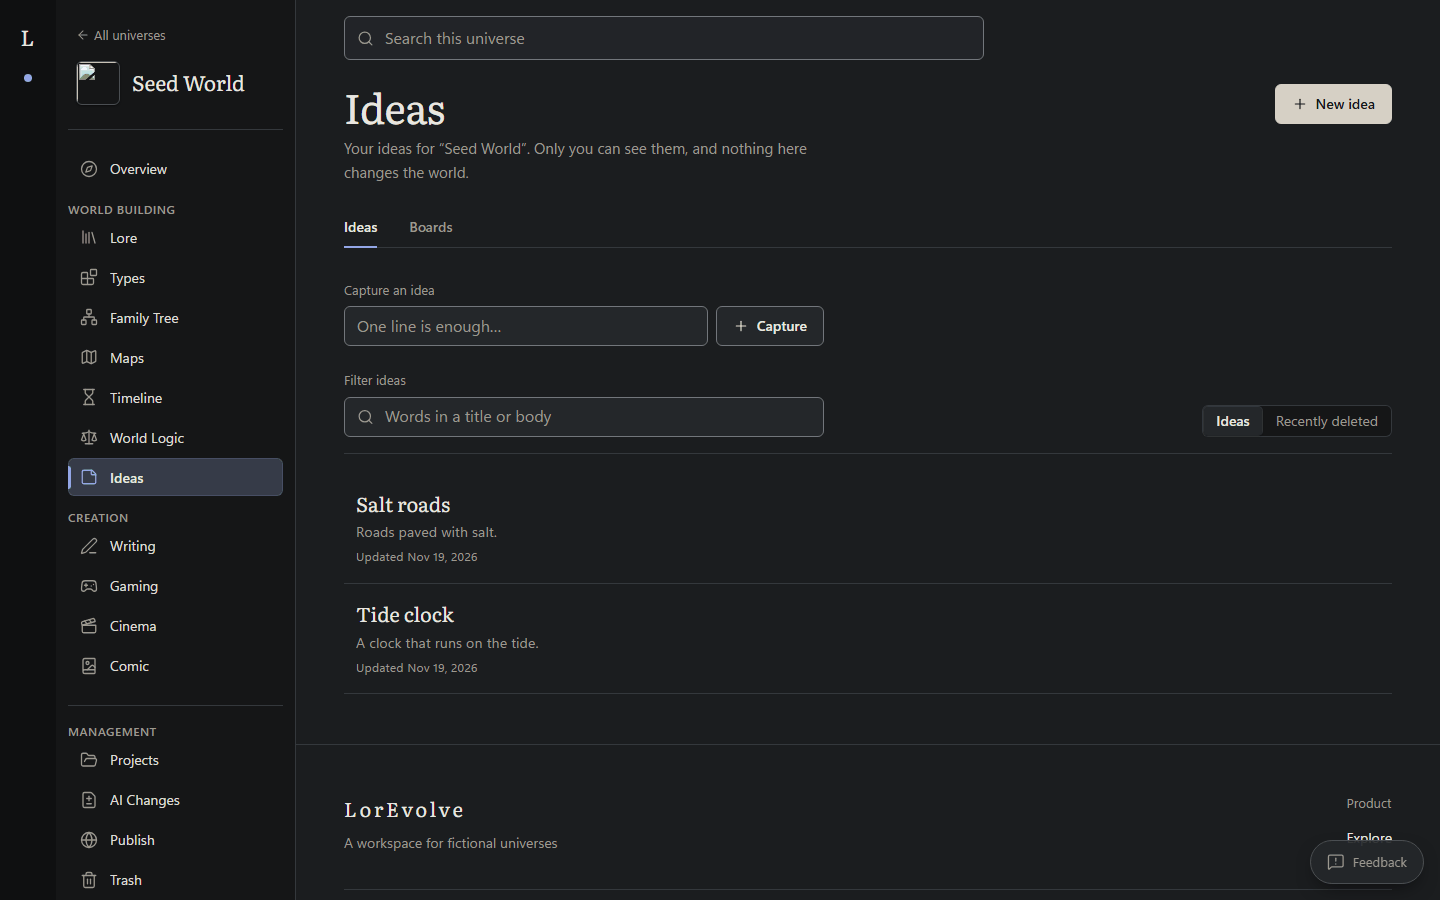 L
← All universes
Seed World
Overview
WORLD BUILDING
Lore
Types
Family Tree
Maps
Timeline
World Logic
Ideas
CREATION
Writing
Gaming
Cinema
Comic
MANAGEMENT
Projects
AI Changes
Publish
Trash
Search this universe
Ideas
New idea
Your ideas for “Seed World”. Only you can see them, and nothing here
changes the world.
Ideas Boards
Capture an idea
One line is enough...
Capture
Filter ideas
Words in a title or body
Ideas Recently deleted
Salt roads
Roads paved with salt.
Updated Nov 19, 2026
Tide clock
A clock that runs on the tide.
Updated Nov 19, 2026
LorEvolve
A workspace for fictional universes
Product
Explore
Feedback